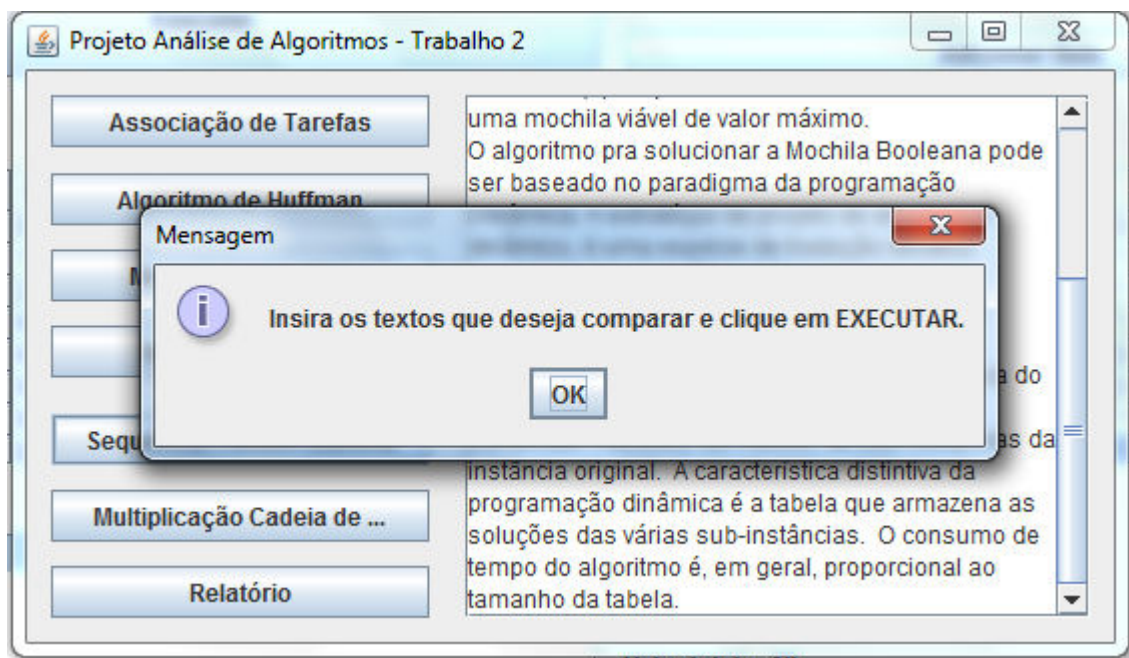 Projeto Análise de Algoritmos - Trabalho 2
Associação de Tarefas
Algoritmo de Huffman
Multiplicação Cadeia de ...
Relatório
uma mochila viável de valor máximo.
O algoritmo pra solucionar a Mochila Booleana pode
ser baseado no paradigma da programação
a do
as da
instância original.  A característica distintiva da
programação dinâmica é a tabela que armazena as
soluções das várias sub-instâncias.  O consumo de
tempo do algoritmo é, em geral, proporcional ao
tamanho da tabela.
Mensagem
Insira os textos que deseja comparar e clique em EXECUTAR.
OK